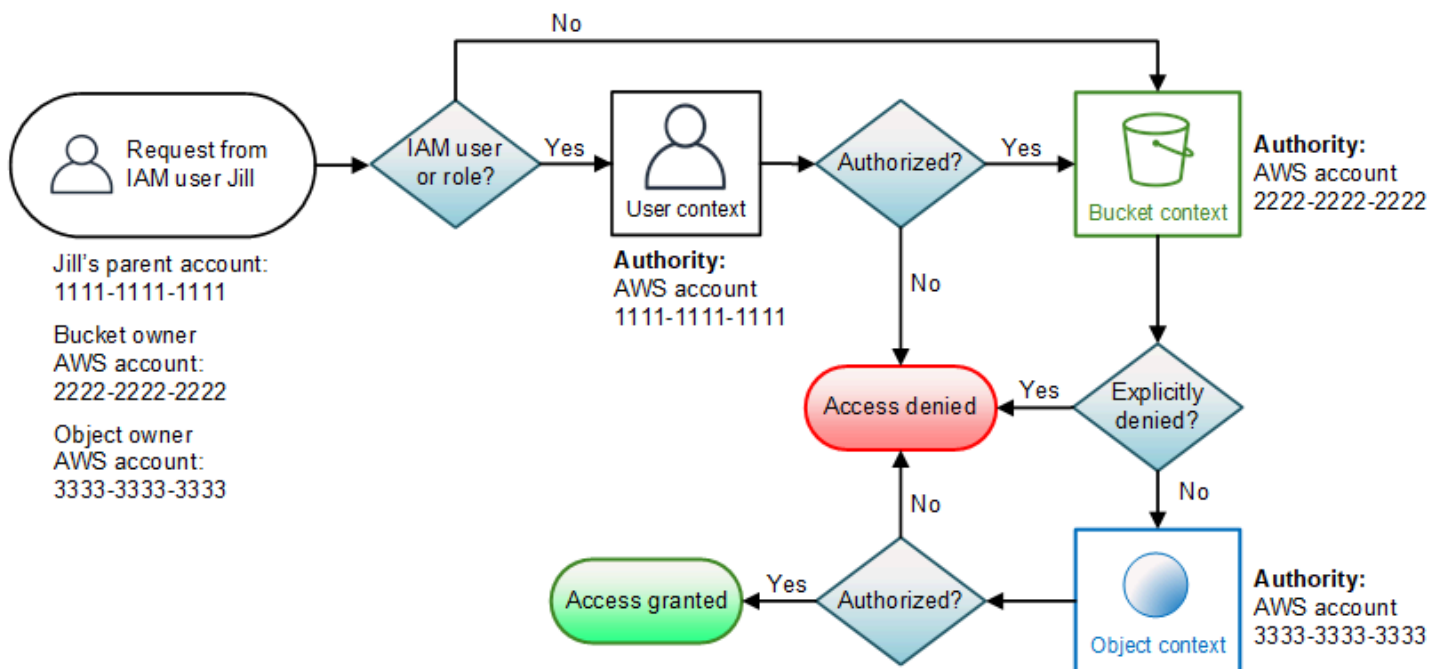 No
Request from
IAM user Jill
IAM user
or role?
Yes
User context
Authorized?
Yes
Bucket context
Authority:
AWS account
2222-2222-2222
Jill's parent account:
1111-1111-1111
Bucket owner
AWS account:
2222-2222-2222
Object owner
AWS account:
3333-3333-3333
Authority:
AWS account
1111-1111-1111
No
Access denied
Yes
Explicitly
denied?
No
No
Access granted
Yes
Authorized?
Object context
Authority:
AWS account
3333-3333-3333